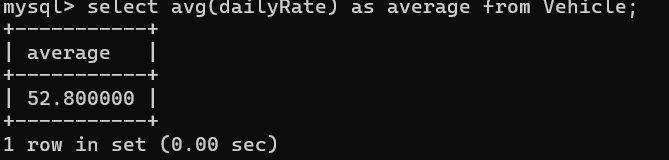 mysql> select avg(dailyRate) as average from Vehicle;
+-----------+
| average   |
+-----------+
| 52.800000 |
+-----------+
1 row in set (0.00 sec)